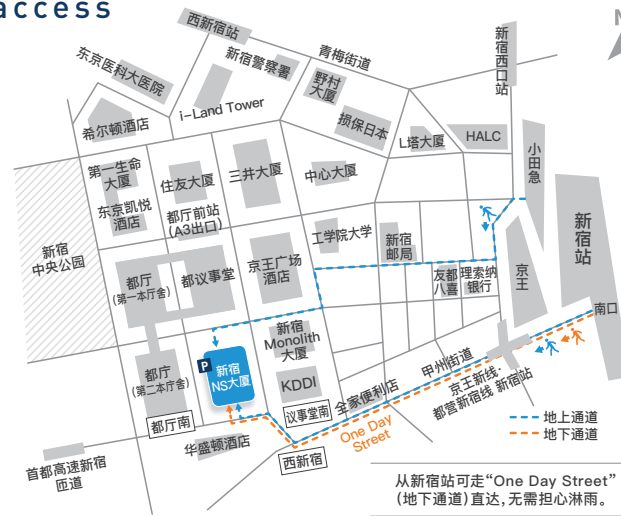 access
N
西新宿站
青梅街道
新宿西口站
东京医科大医院
新宿警察署
野村
大厦
i-Land Tower
希尔顿酒店
损保日本
L塔大厦
HALC
小田急
第一生命
大厦
住友大厦
三井大厦
中心大厦
东京凯悦
酒店
都厅前站
(A3出口)
新宿
中央公园
工学院大学
新宿
邮局
新宿站
都厅
(第一本厅舍)
都议事堂
京王广场
酒店
友都
八喜
理索纳
银行
京王
南口
新宿
Monolith
大厦
甲州街道
P
新宿
NS大厦
都厅
(第二本厅舍)
KDDI
京王新线·
都营新宿线 新宿站
议事堂南
全家便利店
都厅南
One Day
Street
地上通道
地下通道
华盛顿酒店
西新宿
首都高速新宿
匝道
从新宿站可走“One Day Street”
(地下通道)直达,无需担心淋雨。